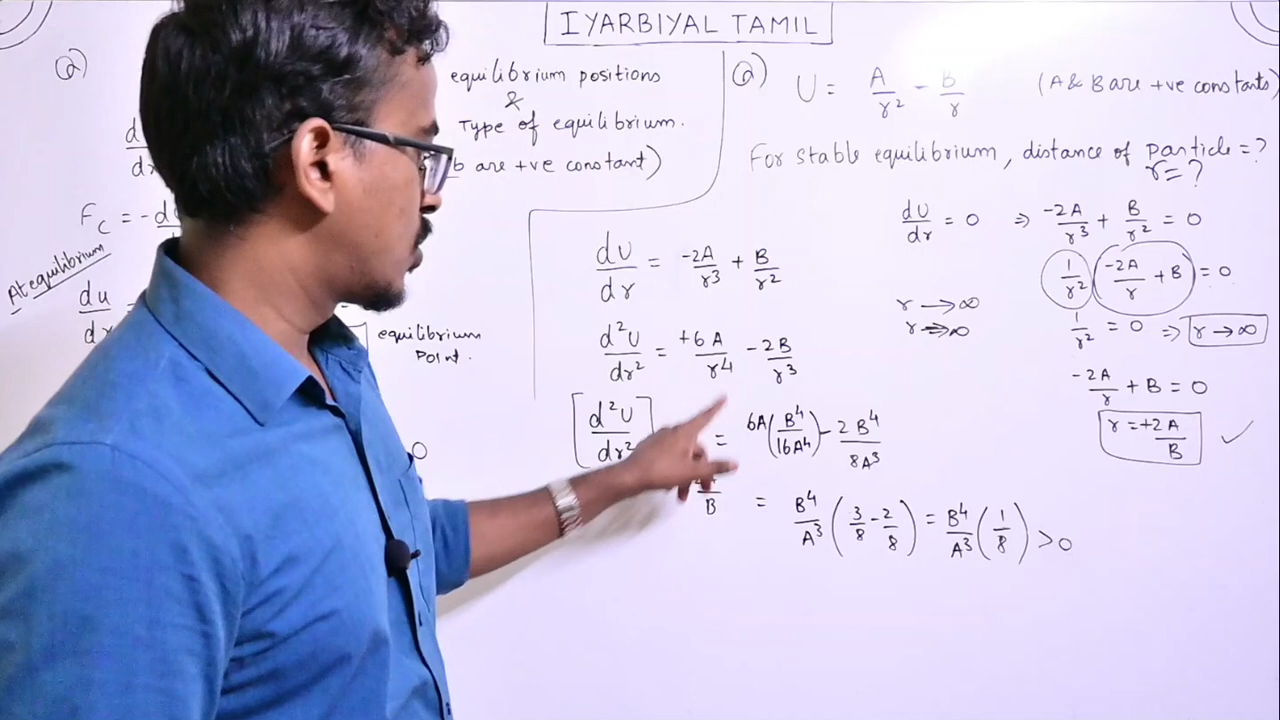 IYARBIYAL TAMIL
Q)
equilibrium positions
&
Type of equilibrium.
b are +ve constant)
F_C = -d
At equilibrium
du
equilibrium
Point.
0
Q) U = A/r² - B/r (A & B are +ve constants)
For stable equilibrium, distance of particle = ?
r = ?
dU/dr = 0 ⇒ -2A/r³ + B/r² = 0
1/r² (-2A/r + B) = 0
r → ∞
r → ∞
1/r² = 0 ⇒ r → ∞
-2A/r + B = 0
r = +2A/B ✓
dU/dr = -2A/r³ + B/r²
d²U/dr² = +6A/r⁴ - 2B/r³
[d²U/dr²] = 6A(B⁴/16A⁴) - 2B⁴/8A³
B
= B⁴/A³ (3/8 - 2/8) = B⁴/A³ (1/8) > 0